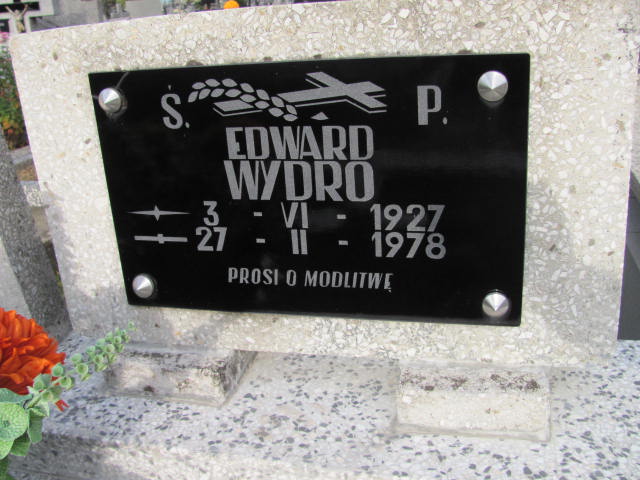 Ś. P.
EDWARD
WYDRO
3 - VI - 1927
27 - II - 1978
PROSI O MODLITWĘ